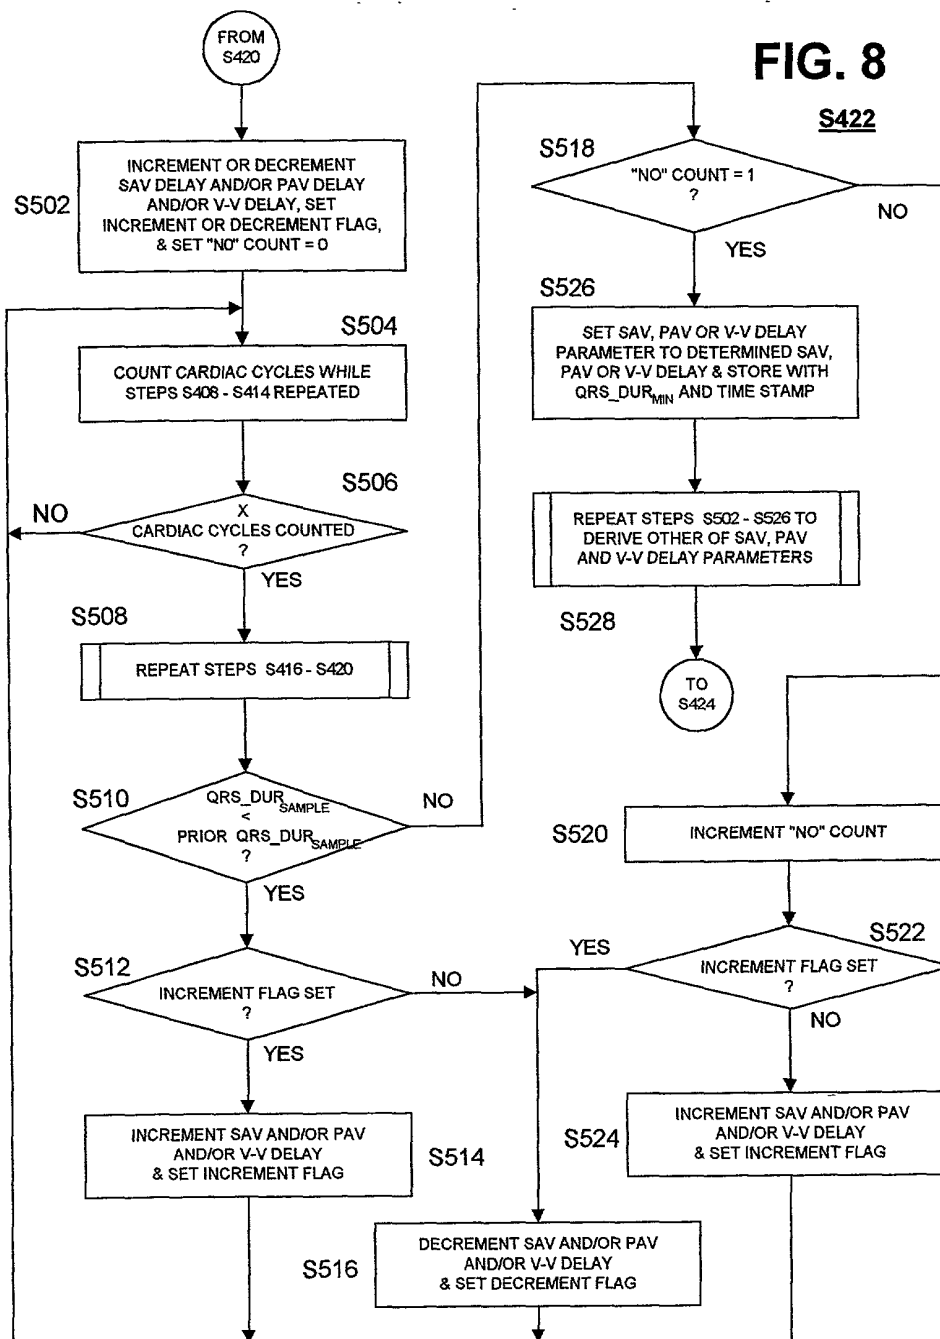 FROM
S420
FIG. 8
S422
S502
INCREMENT OR DECREMENT
SAV DELAY AND/OR PAV DELAY
AND/OR V-V DELAY, SET
INCREMENT OR DECREMENT FLAG,
& SET "NO" COUNT = 0
S504
COUNT CARDIAC CYCLES WHILE
STEPS S408 - S414 REPEATED
S506
X
CARDIAC CYCLES COUNTED
?
NO
YES
S508
REPEAT STEPS S416 - S420
S510
QRS_DUR SAMPLE
<
PRIOR QRS_DUR SAMPLE
?
NO
YES
S512
INCREMENT FLAG SET
?
NO
YES
INCREMENT SAV AND/OR PAV
AND/OR V-V DELAY
& SET INCREMENT FLAG
S514
S516
DECREMENT SAV AND/OR PAV
AND/OR V-V DELAY
& SET DECREMENT FLAG
S518
"NO" COUNT = 1
?
NO
YES
S526
SET SAV, PAV OR V-V DELAY
PARAMETER TO DETERMINED SAV,
PAV OR V-V DELAY & STORE WITH
QRS_DUR MIN AND TIME STAMP
REPEAT STEPS S502 - S526 TO
DERIVE OTHER OF SAV, PAV
AND V-V DELAY PARAMETERS
S528
TO
S424
S520
INCREMENT "NO" COUNT
S522
YES
INCREMENT FLAG SET
?
NO
S524
INCREMENT SAV AND/OR PAV
AND/OR V-V DELAY
& SET INCREMENT FLAG